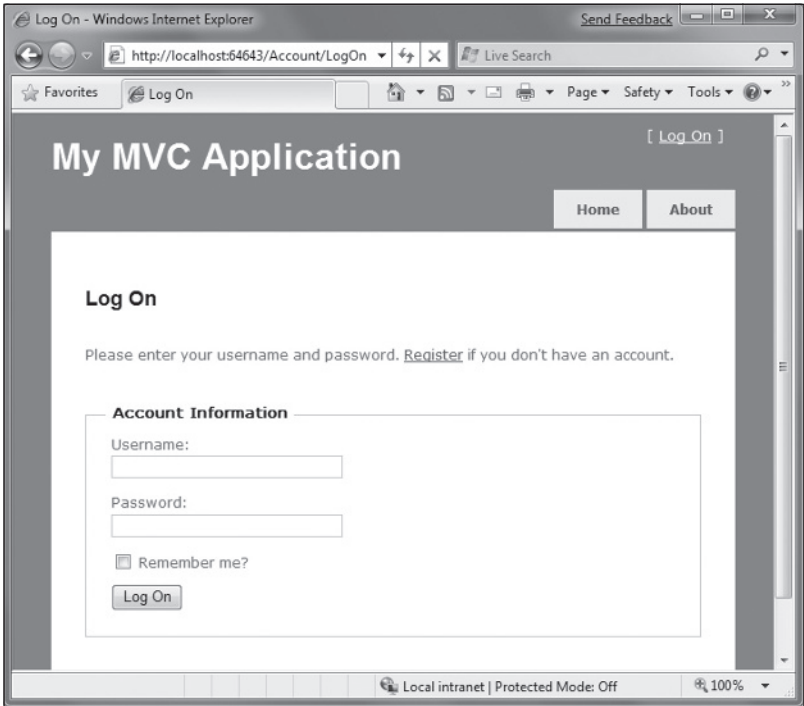 Log On - Windows Internet Explorer
Send Feedback
http://localhost:64643/Account/LogOn
Live Search
Favorites
Log On
Page
Safety
Tools
[ Log On ]
My MVC Application
Home
About
Log On
Please enter your username and password. Register if you don't have an account.
Account Information
Username:
Password:
Remember me?
Log On
Local intranet | Protected Mode: Off
100%